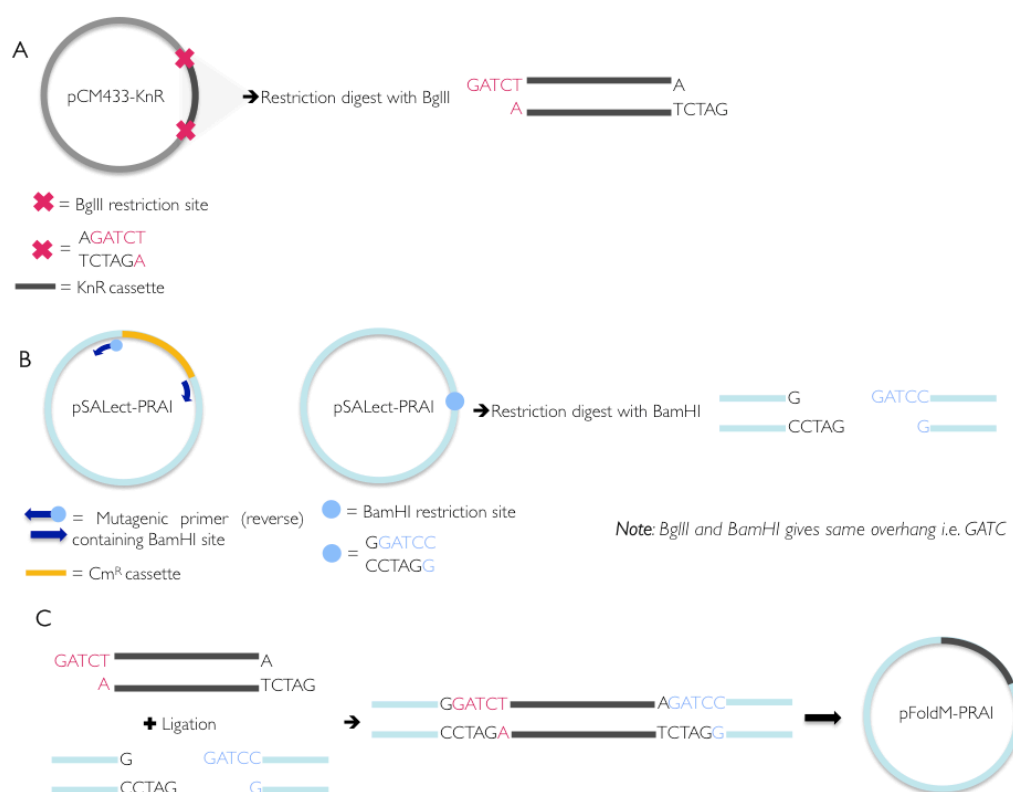 A
pCM433-KnR
➔Restriction digest with BglII
GATCT A
A TCTAG
✖ = BglII restriction site
✖ = AGATCT
TCTAGA
= KnR cassette
B
pSALect-PRAI
pSALect-PRAI
➔Restriction digest with BamHI
G GATCC
CCTAG G
= Mutagenic primer (reverse)
containing BamHI site
= CmR cassette
= BamHI restriction site
= GGATCC
CCTAGG
Note: BglII and BamHI gives same overhang i.e. GATC
C
GATCT A
A TCTAG
✚ Ligation ➔
G GATCC
CCTAG G
GGATCT AGATCC
CCTAGA TCTAGG
pFoldM-PRAI